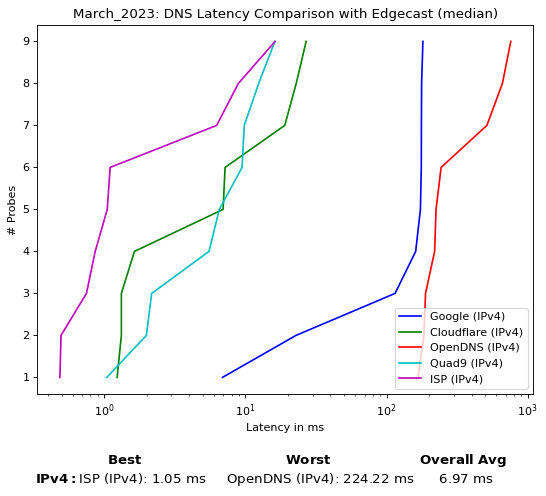 March_2023: DNS Latency Comparison with Edgecast (median)
9
8
7
6
5
4
3
2
1
# Probes
Google (IPv4)
Cloudflare (IPv4)
OpenDNS (IPv4)
Quad9 (IPv4)
ISP (IPv4)
10⁰ 10¹ 10² 10³
Latency in ms
Best Worst Overall Avg
IPv4: ISP (IPv4): 1.05 ms OpenDNS (IPv4): 224.22 ms 6.97 ms